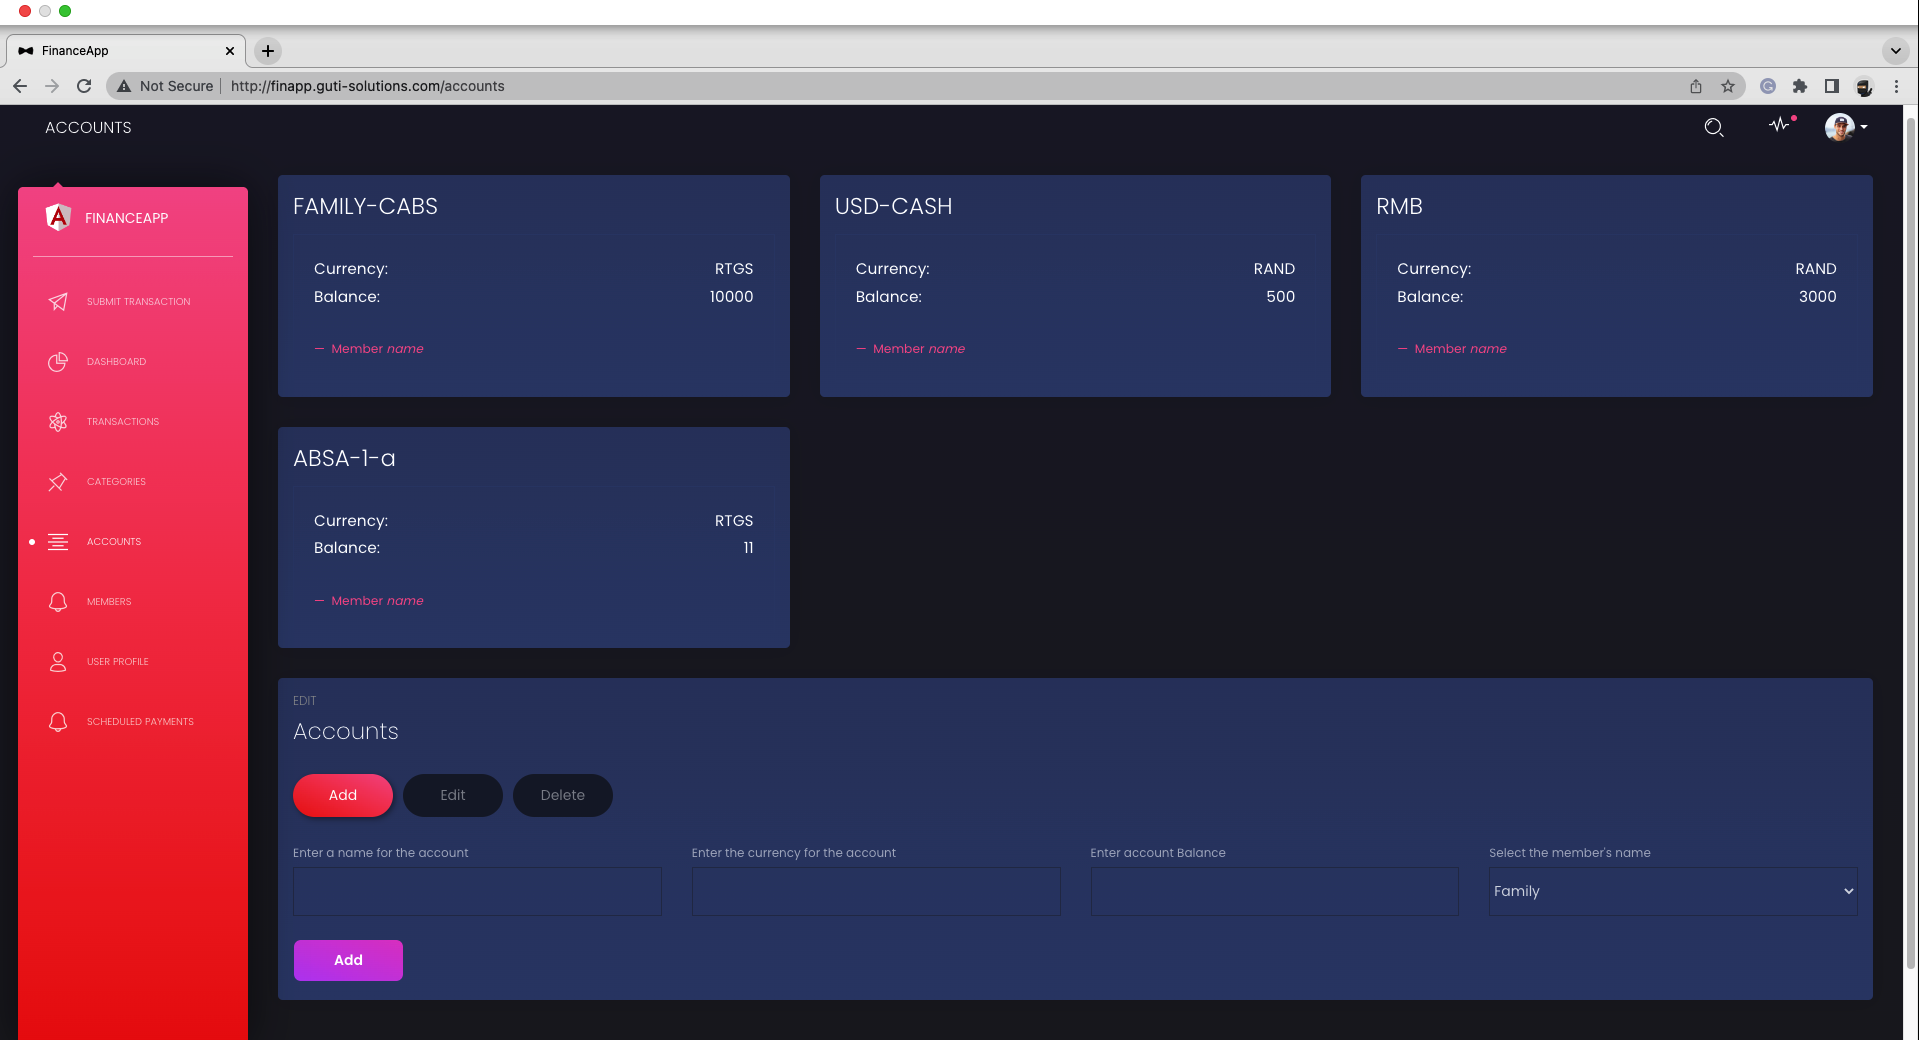 FinanceApp
Not Secure
http://finapp.guti-solutions.com/accounts
ACCOUNTS
FINANCEAPP
SUBMIT TRANSACTION
DASHBOARD
TRANSACTIONS
CATEGORIES
ACCOUNTS
MEMBERS
USER PROFILE
SCHEDULED PAYMENTS
FAMILY-CABS
Currency: RTGS
Balance: 10000
— Member name
USD-CASH
Currency: RAND
Balance: 500
— Member name
RMB
Currency: RAND
Balance: 3000
— Member name
ABSA-1-a
Currency: RTGS
Balance: 11
— Member name
EDIT
Accounts
Add Edit Delete
Enter a name for the account
Enter the currency for the account
Enter account Balance
Select the member's name
Family
Add